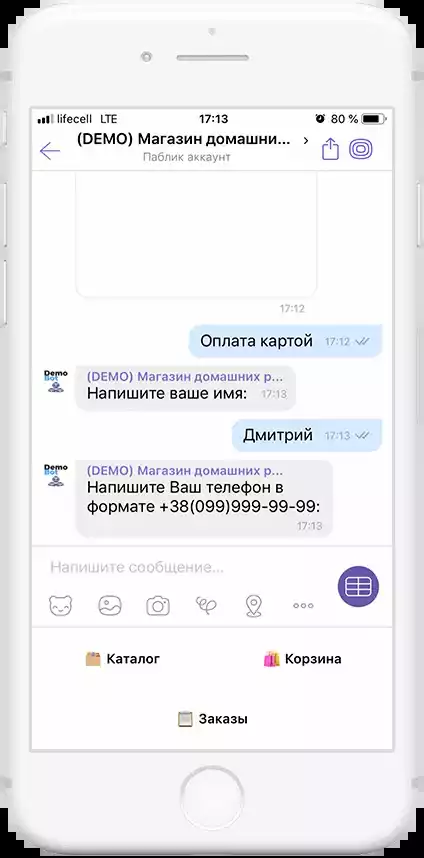 lifecell LTE 17:13 80 %
(DEMO) Магазин домашни...
Паблик аккаунт
17:12
Оплата картой 17:12
Demo
Bot
(DEMO) Магазин домашних р...
Напишите ваше имя: 17:13
Дмитрий 17:13
Demo
Bot
(DEMO) Магазин домашних р...
Напишите Ваш телефон в
формате +38(099)999-99-99:
17:13
Напишите сообщение...
Каталог
Корзина
Заказы